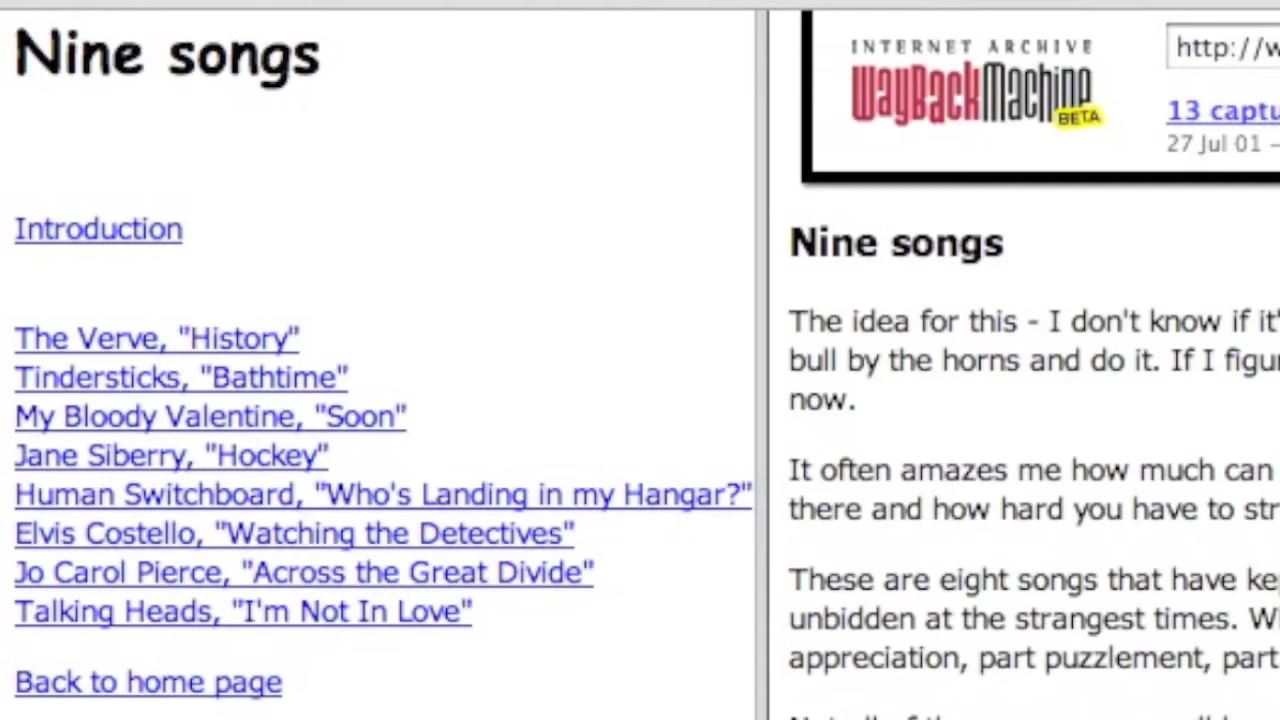 Nine songs
Introduction
The Verve, "History"
Tindersticks, "Bathtime"
My Bloody Valentine, "Soon"
Jane Siberry, "Hockey"
Human Switchboard, "Who's Landing in my Hangar?"
Elvis Costello, "Watching the Detectives"
Jo Carol Pierce, "Across the Great Divide"
Talking Heads, "I'm Not In Love"
Back to home page
INTERNET ARCHIVE
WayBackMachine
BETA
http://w
13 captu
27 Jul 01 –
Nine songs
The idea for this - I don't know if it'
bull by the horns and do it. If I figu
now.
It often amazes me how much can
there and how hard you have to str
These are eight songs that have ke
unbidden at the strangest times. W
appreciation, part puzzlement, part